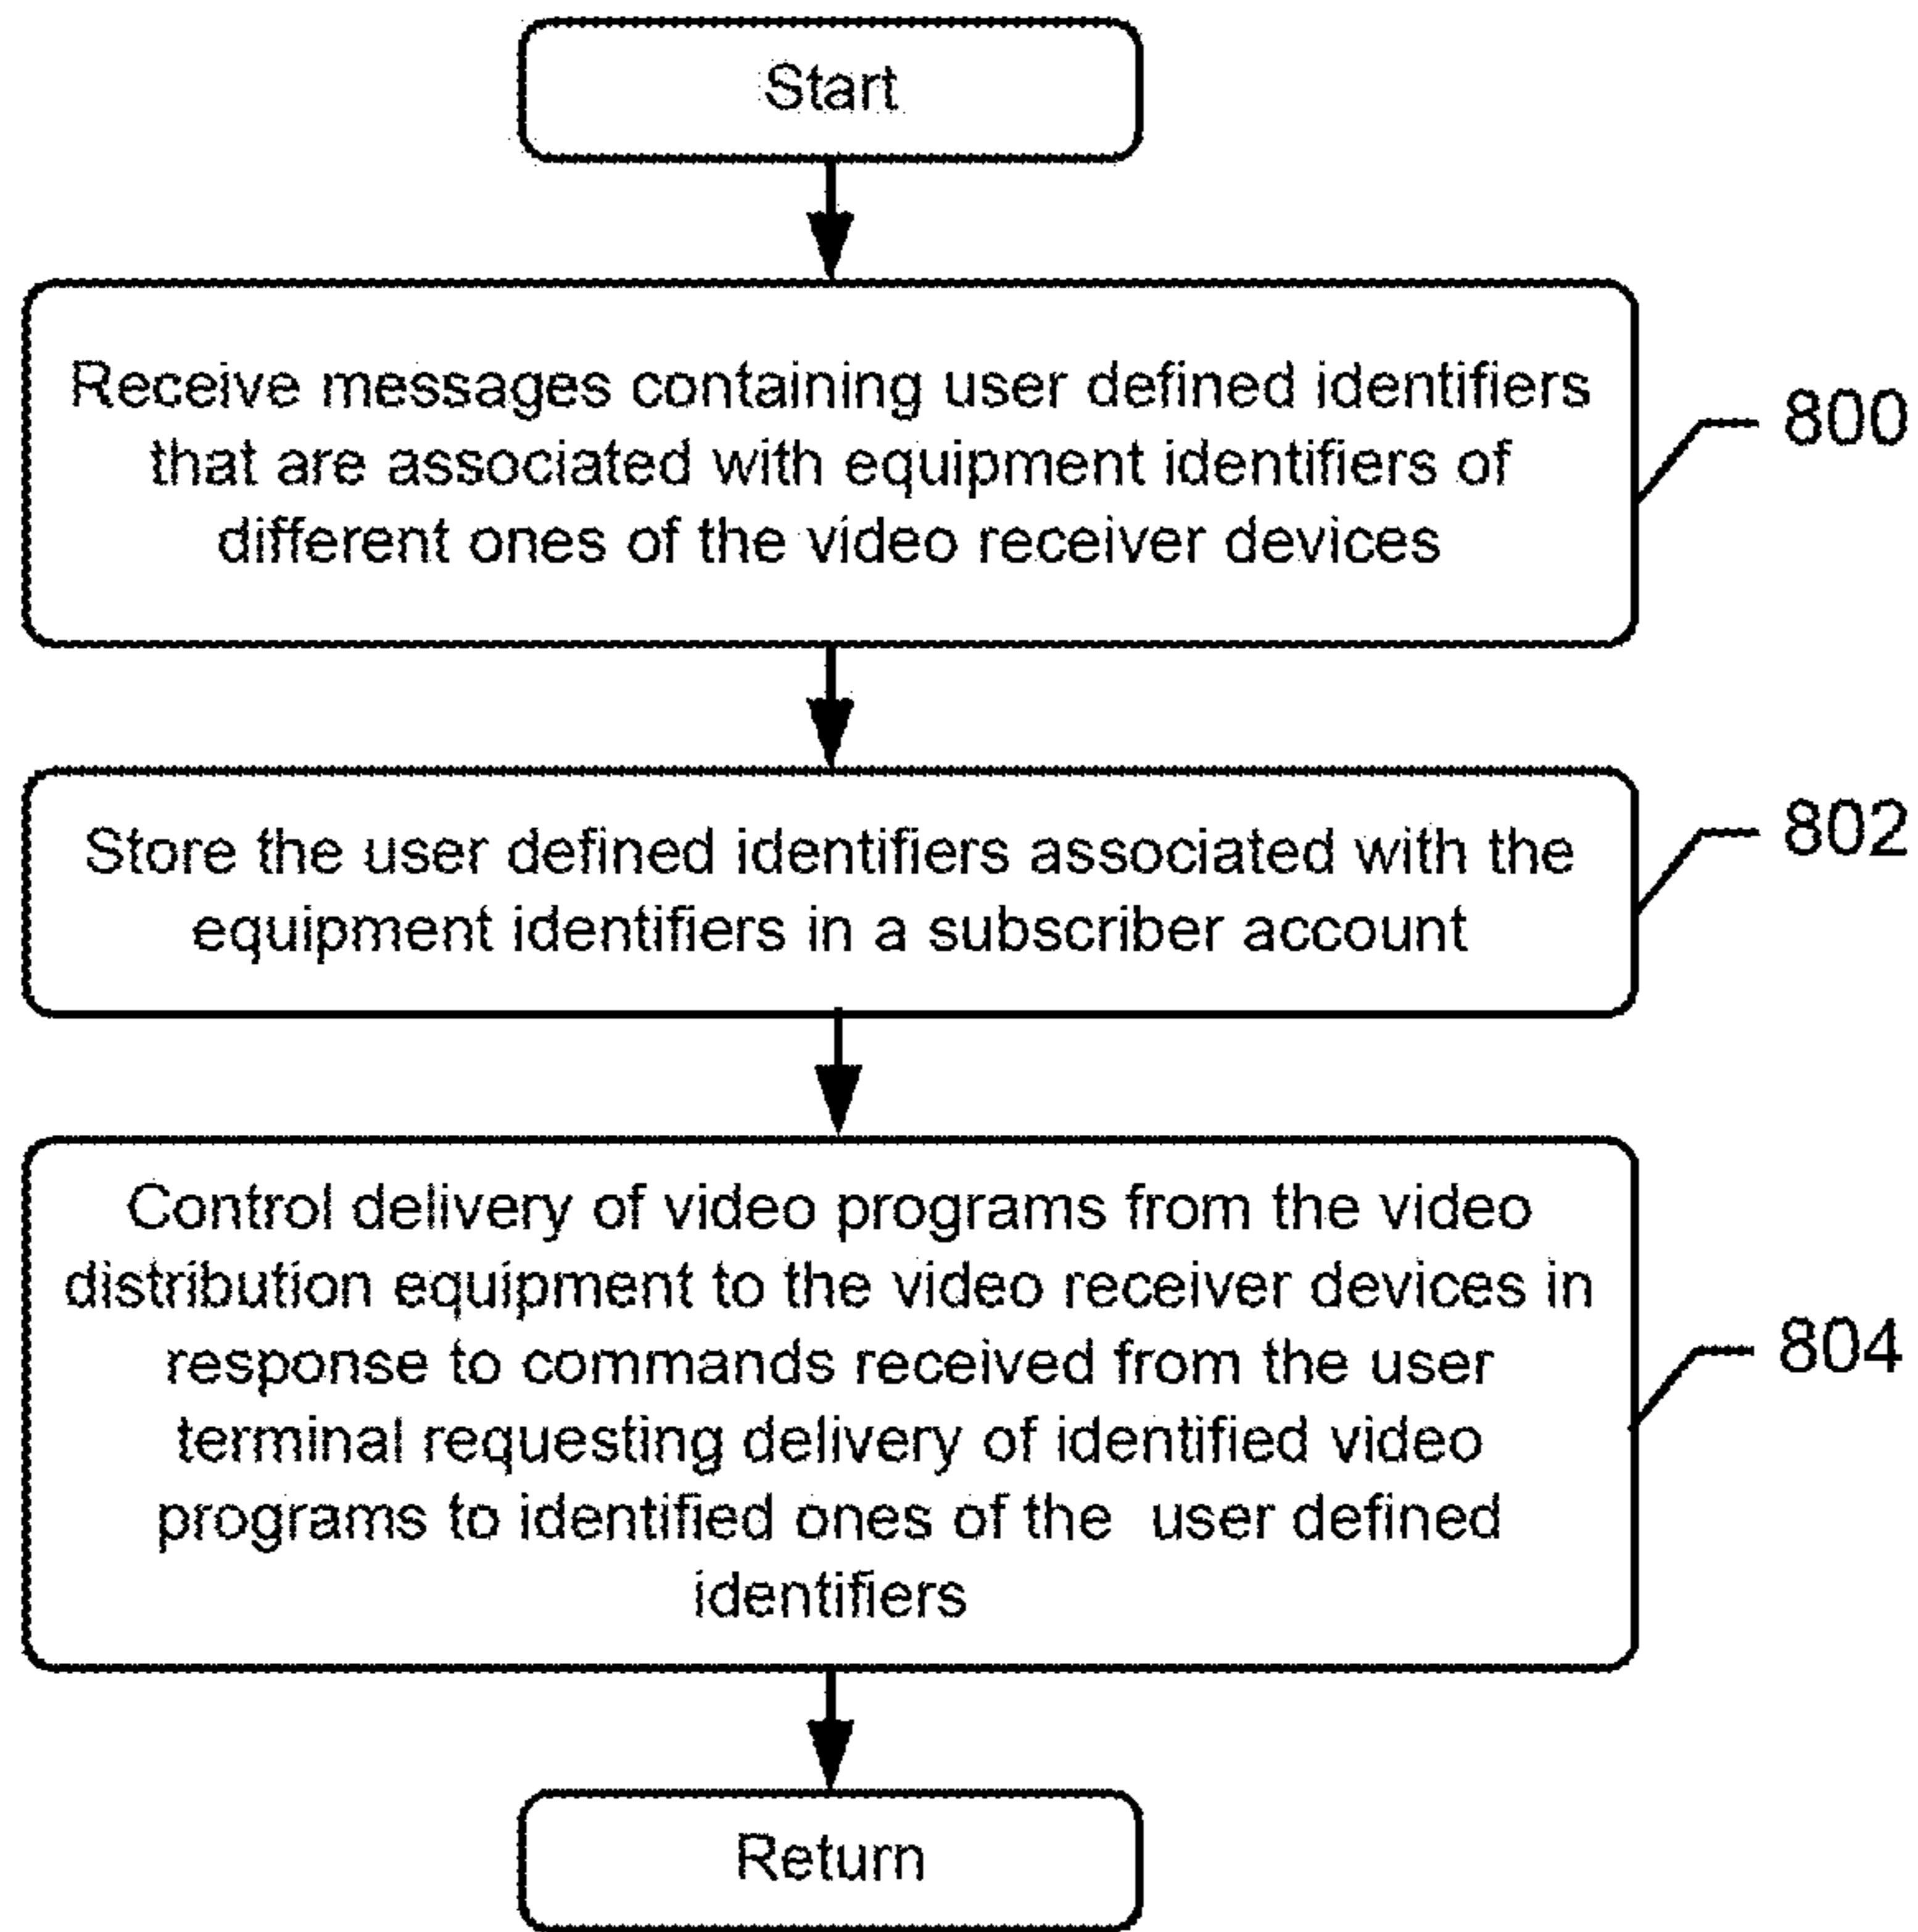 Start
Receive messages containing user defined identifiers
that are associated with equipment identifiers of
different ones of the video receiver devices
800
Store the user defined identifiers associated with the
equipment identifiers in a subscriber account
802
Control delivery of video programs from the video
distribution equipment to the video receiver devices in
response to commands received from the user
terminal requesting delivery of identified video
programs to identified ones of the  user defined
identifiers
804
Return